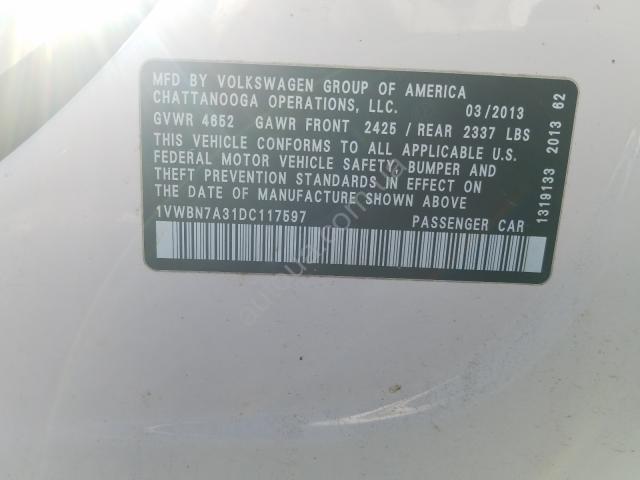 MFD BY VOLKSWAGEN GROUP OF AMERICA
CHATTANOOGA OPERATIONS, LLC. 03/2013
GVWR 4652 GAWR FRONT 2425 / REAR 2337 LBS
THIS VEHICLE CONFORMS TO ALL APPLICABLE U.S.
FEDERAL MOTOR VEHICLE SAFETY, BUMPER AND
THEFT PREVENTION STANDARDS IN EFFECT ON
THE DATE OF MANUFACTURE SHOWN ABOVE
1VWBN7A31DC117597 PASSENGER CAR
1319133 2013 62